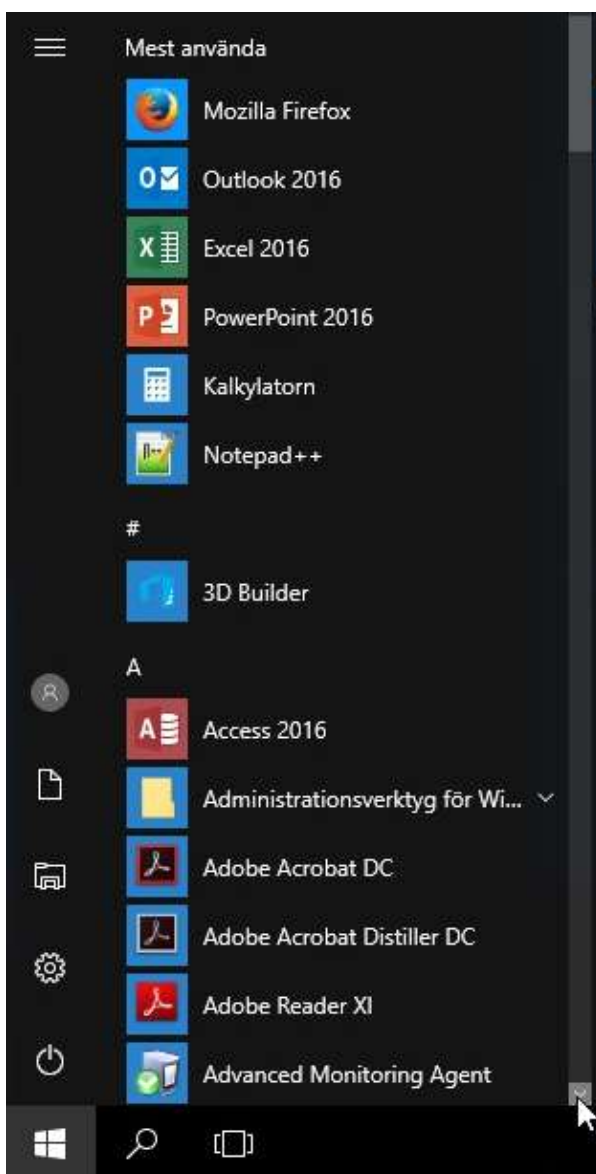 Mest använda
Mozilla Firefox
Outlook 2016
Excel 2016
PowerPoint 2016
Kalkylatorn
Notepad++
#
3D Builder
A
Access 2016
Administrationsverktyg för Wi...
Adobe Acrobat DC
Adobe Acrobat Distiller DC
Adobe Reader XI
Advanced Monitoring Agent